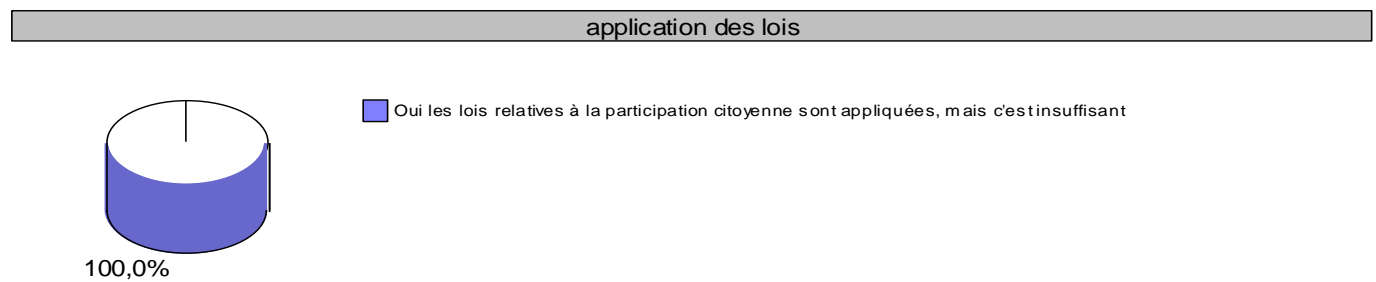 application des lois
Oui les lois relatives à la participation citoyenne sont appliquées, mais c'est insuffisant
100,0%